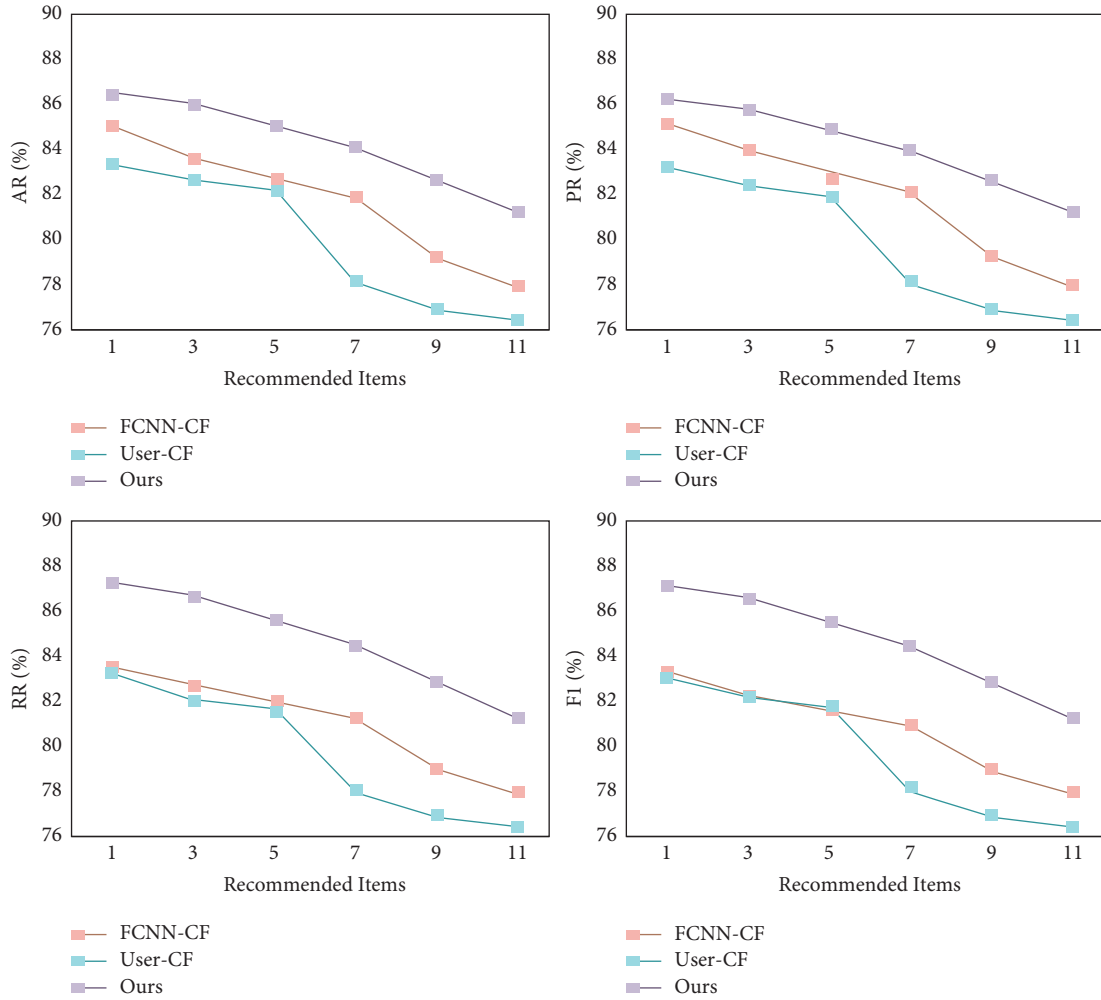 90
88
86
84
82
80
78
76
AR (%)
1 3 5 7 9 11
Recommended Items
FCNN-CF
User-CF
Ours
90
88
86
84
82
80
78
76
PR (%)
1 3 5 7 9 11
Recommended Items
FCNN-CF
User-CF
Ours
90
88
86
84
82
80
78
76
RR (%)
1 3 5 7 9 11
Recommended Items
FCNN-CF
User-CF
Ours
90
88
86
84
82
80
78
76
F1 (%)
1 3 5 7 9 11
Recommended Items
FCNN-CF
User-CF
Ours